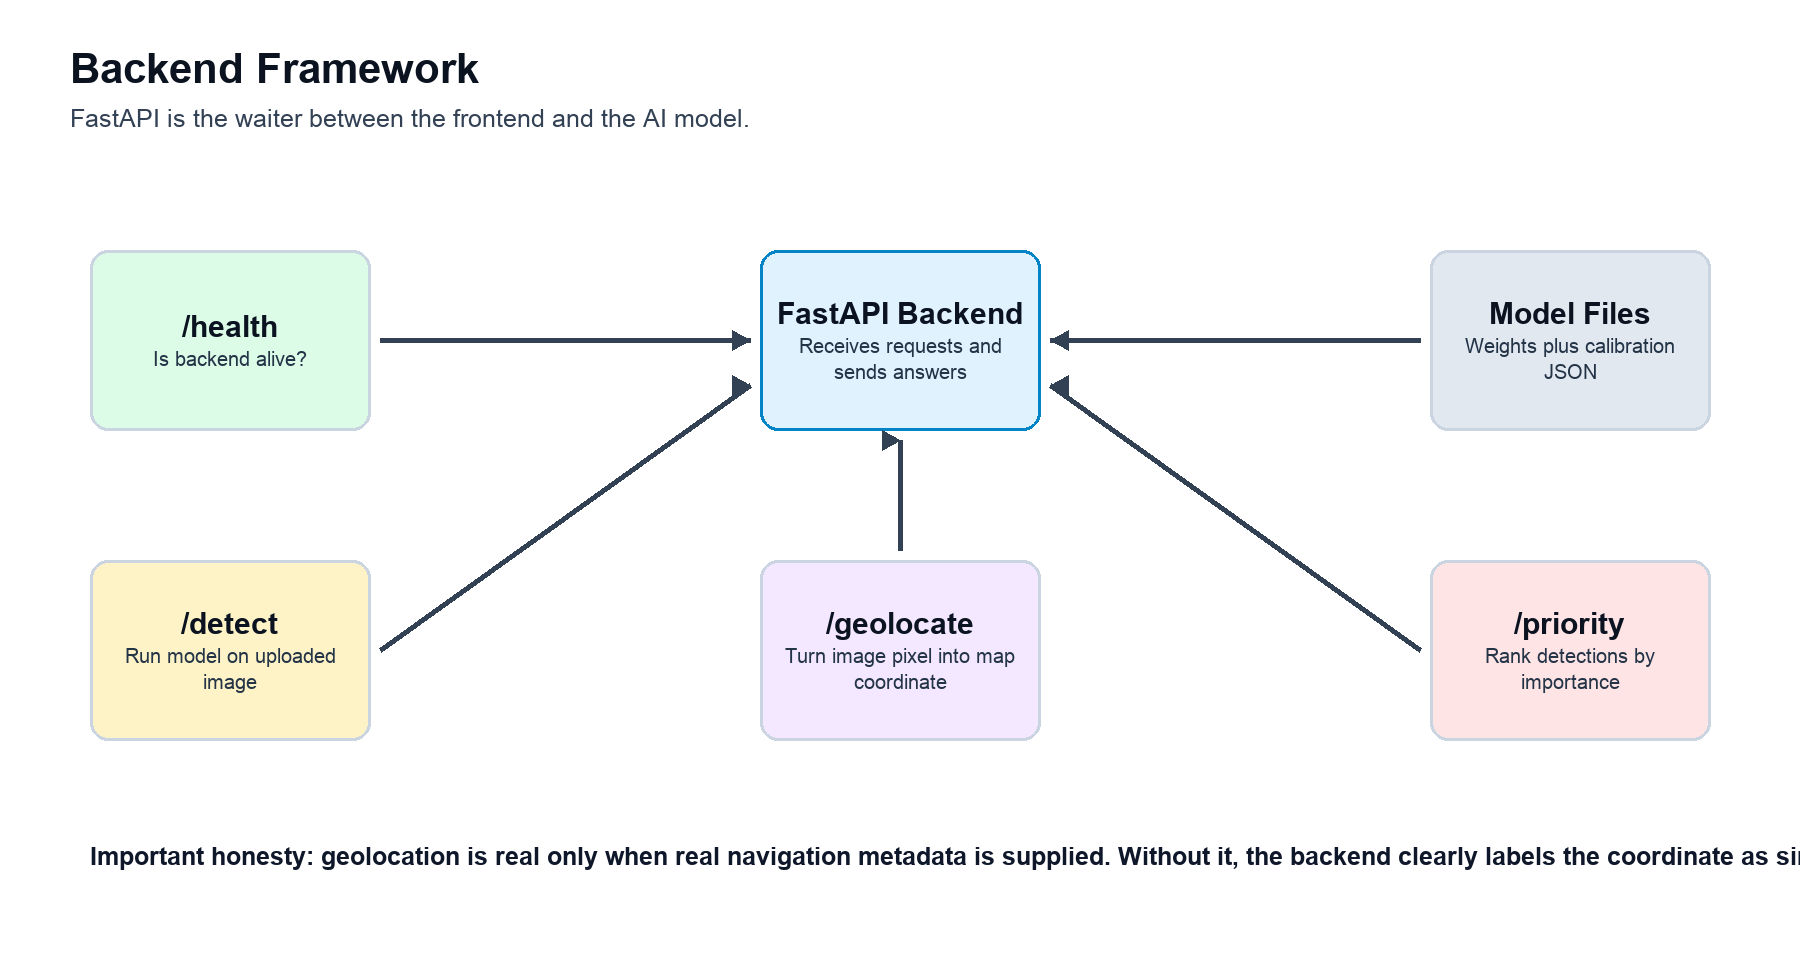 Backend Framework
FastAPI is the waiter between the frontend and the AI model.
/health
Is backend alive?
FastAPI Backend
Receives requests and
sends answers
Model Files
Weights plus calibration
JSON
/detect
Run model on uploaded
image
/geolocate
Turn image pixel into map
coordinate
/priority
Rank detections by
importance
Important honesty: geolocation is real only when real navigation metadata is supplied. Without it, the backend clearly labels the coordinate as